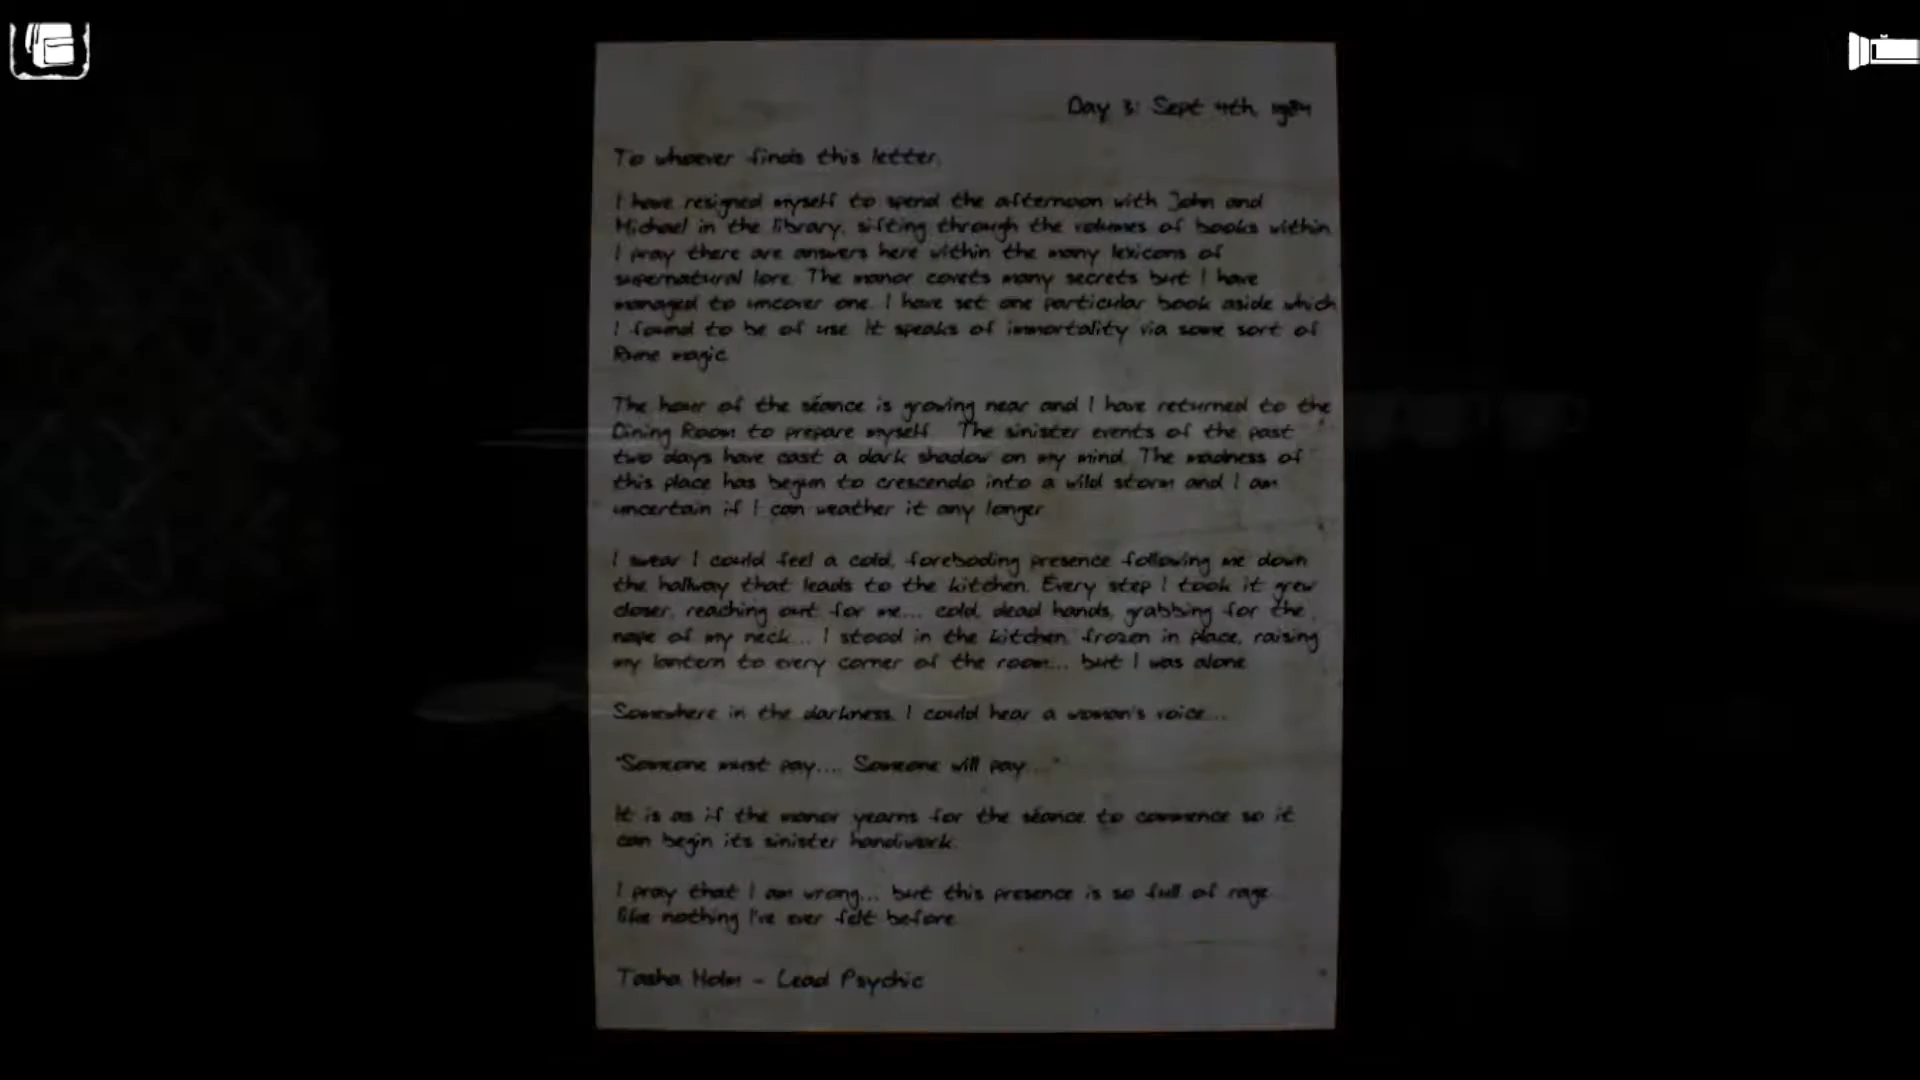 Day 3: Sept 4th, 1984
To whoever finds this letter,
I have resigned myself to spend the afternoon with John and
Michael in the library, sifting through the volumes of books within.
I pray there are answers here within the many lexicons of
supernatural lore. The manor covets many secrets but I have
managed to uncover one. I have set one particular book aside which
I found to be of use. It speaks of immortality via some sort of
Rune magic.
The hour of the séance is growing near and I have returned to the
Dining Room to prepare myself. The sinister events of the past
two days have cast a dark shadow on my mind. The madness of
this place has begun to crescendo into a wild storm and I am
uncertain if I can weather it any longer.
I swear I could feel a cold, foreboding presence following me down
the hallway that leads to the kitchen. Every step I took it grew
closer, reaching out for me... cold, dead hands, grabbing for the
nape of my neck... I stood in the kitchen, frozen in place, raising
my lantern to every corner of the room... but I was alone.
Somewhere in the darkness, I could hear a woman's voice...
"Someone must pay.... Someone will pay...."
It is as if the manor yearns for the séance to commence so it
can begin its sinister handiwork.
I pray that I am wrong... but this presence is so full of rage...
like nothing I've ever felt before.
Tasha Holm - Lead Psychic